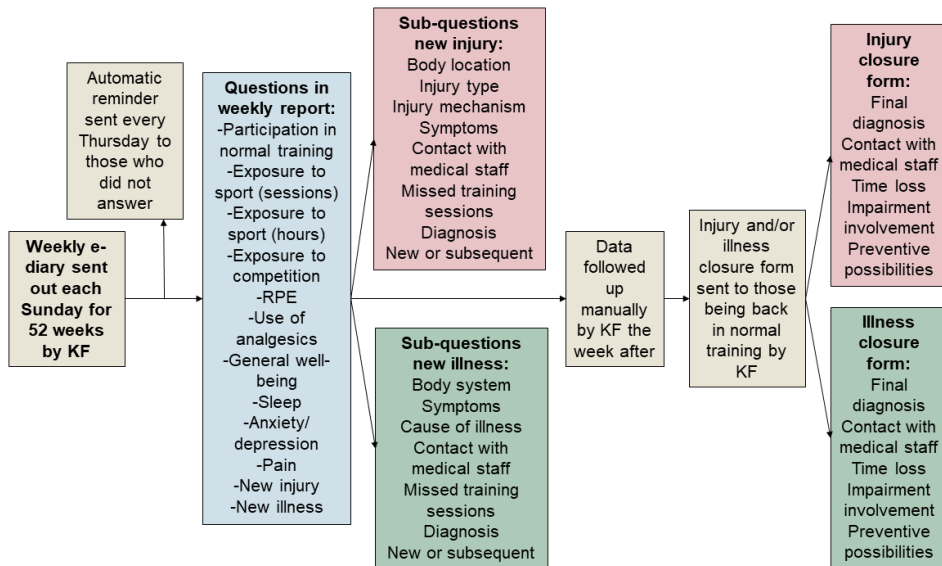 Automatic
reminder
sent every
Thursday to
those who
did not
answer
Weekly e-
diary sent
out each
Sunday for
52 weeks
by KF
Questions in
weekly report:
-Participation in
normal training
-Exposure to
sport (sessions)
-Exposure to
sport (hours)
-Exposure to
competition
-RPE
-Use of
analgesics
-General well-
being
-Sleep
-Anxiety/
depression
-Pain
-New injury
-New illness
Sub-questions
new injury:
Body location
Injury type
Injury mechanism
Symptoms
Contact with
medical staff
Missed training
sessions
Diagnosis
New or subsequent
Sub-questions
new illness:
Body system
Symptoms
Cause of illness
Contact with
medical staff
Missed training
sessions
Diagnosis
New or subsequent
Data
followed
up
manually
by KF the
week after
Injury and/or
illness
closure form
sent to those
being back
in normal
training by
KF
Injury
closure
form:
Final
diagnosis
Contact with
medical staff
Time loss
Impairment
involvement
Preventive
possibilities
Illness
closure
form:
Final
diagnosis
Contact with
medical staff
Time loss
Impairment
involvement
Preventive
possibilities